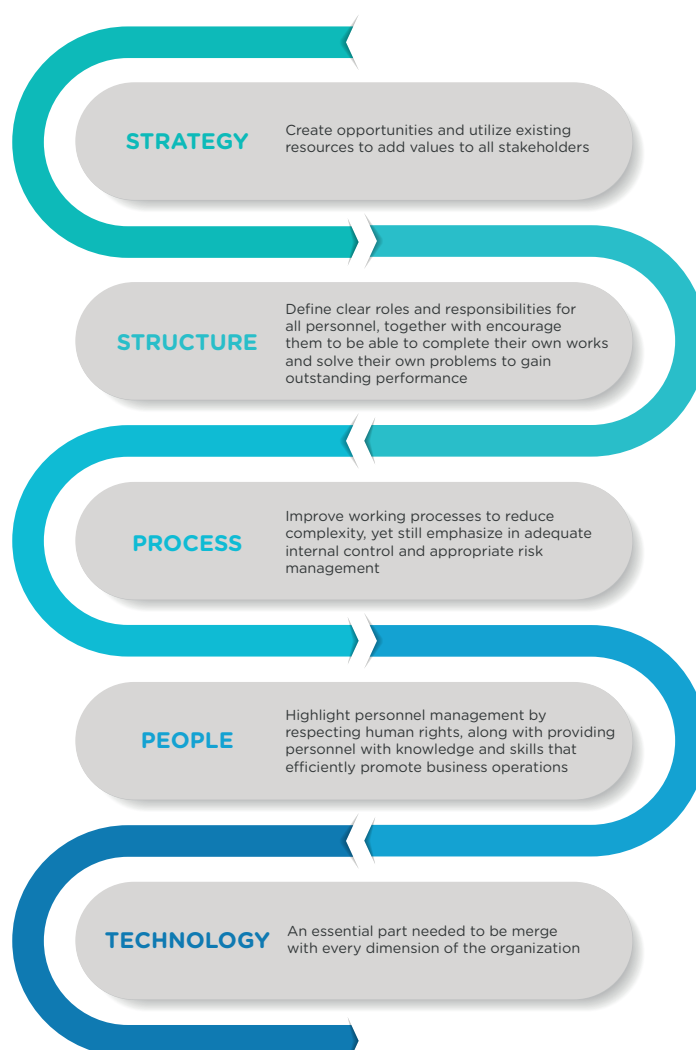 STRATEGY
Create opportunities and utilize existing
resources to add values to all stakeholders
STRUCTURE
Define clear roles and responsibilities for
all personnel, together with encourage
them to be able to complete their own works
and solve their own problems to gain
outstanding performance
PROCESS
Improve working processes to reduce
complexity, yet still emphasize in adequate
internal control and appropriate risk
management
PEOPLE
Highlight personnel management by
respecting human rights, along with providing
personnel with knowledge and skills that
efficiently promote business operations
TECHNOLOGY
An essential part needed to be merge
with every dimension of the organization